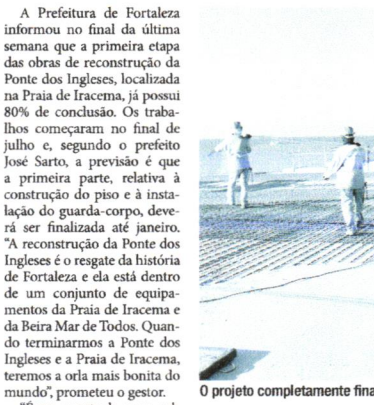 A Prefeitura de Fortaleza
informou no final da última
semana que a primeira etapa
das obras de reconstrução da
Ponte dos Ingleses, localizada
na Praia de Iracema, já possui
80% de conclusão. Os traba-
lhos começaram no final de
julho e, segundo o prefeito
José Sarto, a previsão é que
a primeira parte, relativa à
construção do piso e à insta-
lação do guarda-corpo, deve-
rá ser finalizada até janeiro.
"A reconstrução da Ponte dos
Ingleses é o resgate da história
de Fortaleza e ela está dentro
de um conjunto de equipa-
mentos da Praia de Iracema e
da Beira Mar de Todos. Quan-
do terminarmos a Ponte dos
Ingleses e a Praia de Iracema,
teremos a orla mais bonita do
mundo", prometeu o gestor.
O projeto completamente fina